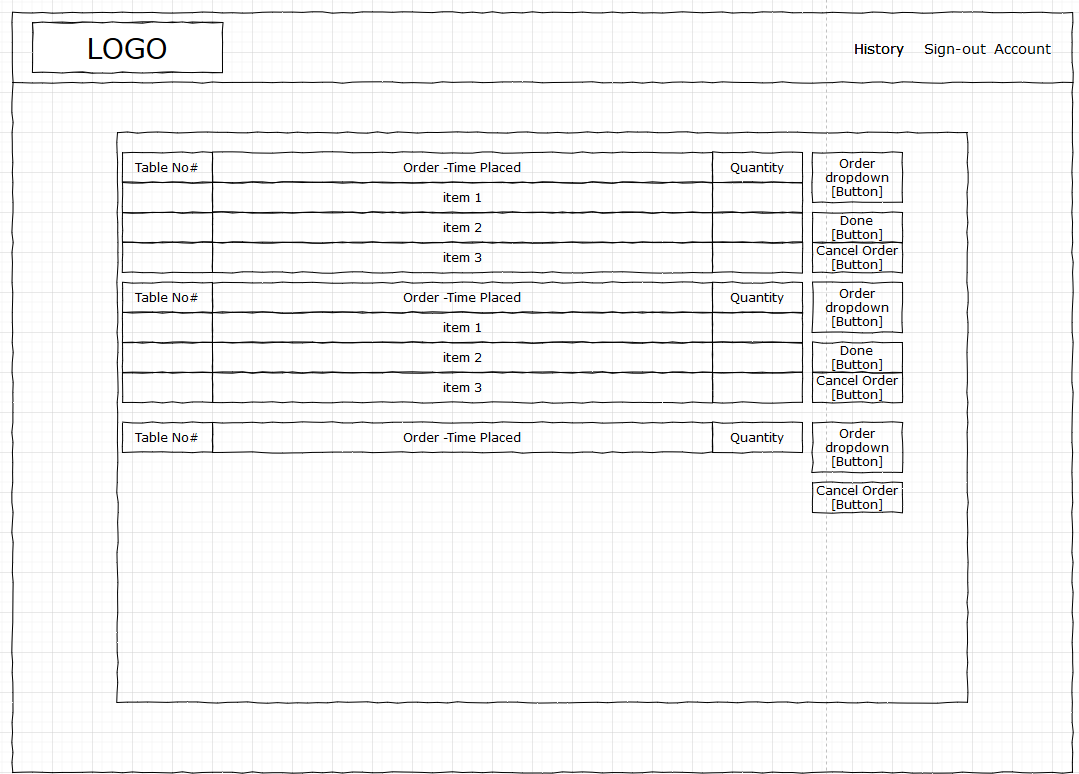 LOGO
History Sign-out Account
Table No# Order -Time Placed Quantity
Order
dropdown
[Button]
item 1
item 2
Done
[Button]
item 3
Cancel Order
[Button]
Table No# Order -Time Placed Quantity
Order
dropdown
[Button]
item 1
item 2
Done
[Button]
item 3
Cancel Order
[Button]
Table No# Order -Time Placed Quantity
Order
dropdown
[Button]
Cancel Order
[Button]